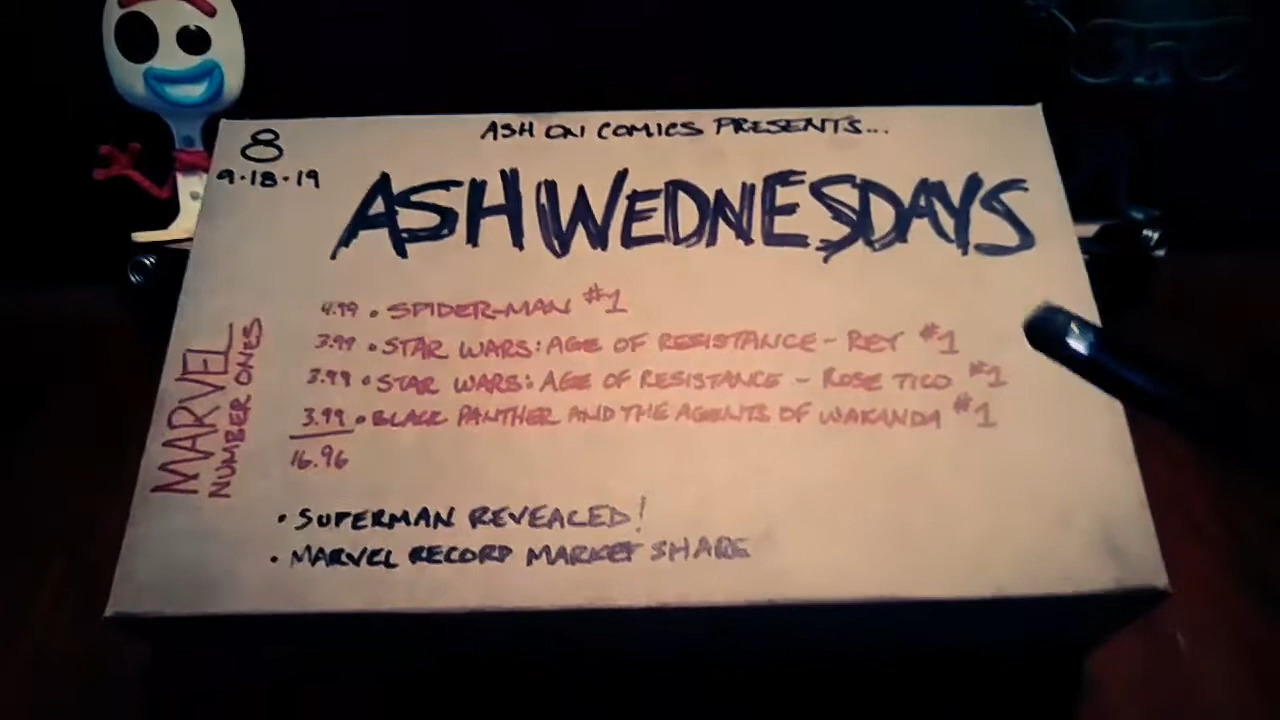 ASH ON COMICS PRESENTS...
8
9.18.19
ASH WEDNESDAYS
MARVEL
NUMBER ONES
4.99 • SPIDER-MAN #1
3.99 • STAR WARS: AGE OF RESISTANCE - REY #1
3.99 • STAR WARS: AGE OF RESISTANCE - ROSE TICO #1
3.99 • BLACK PANTHER AND THE AGENTS OF WAKANDA #1
16.96
• SUPERMAN REVEALED!
• MARVEL RECORD MARKET SHARE